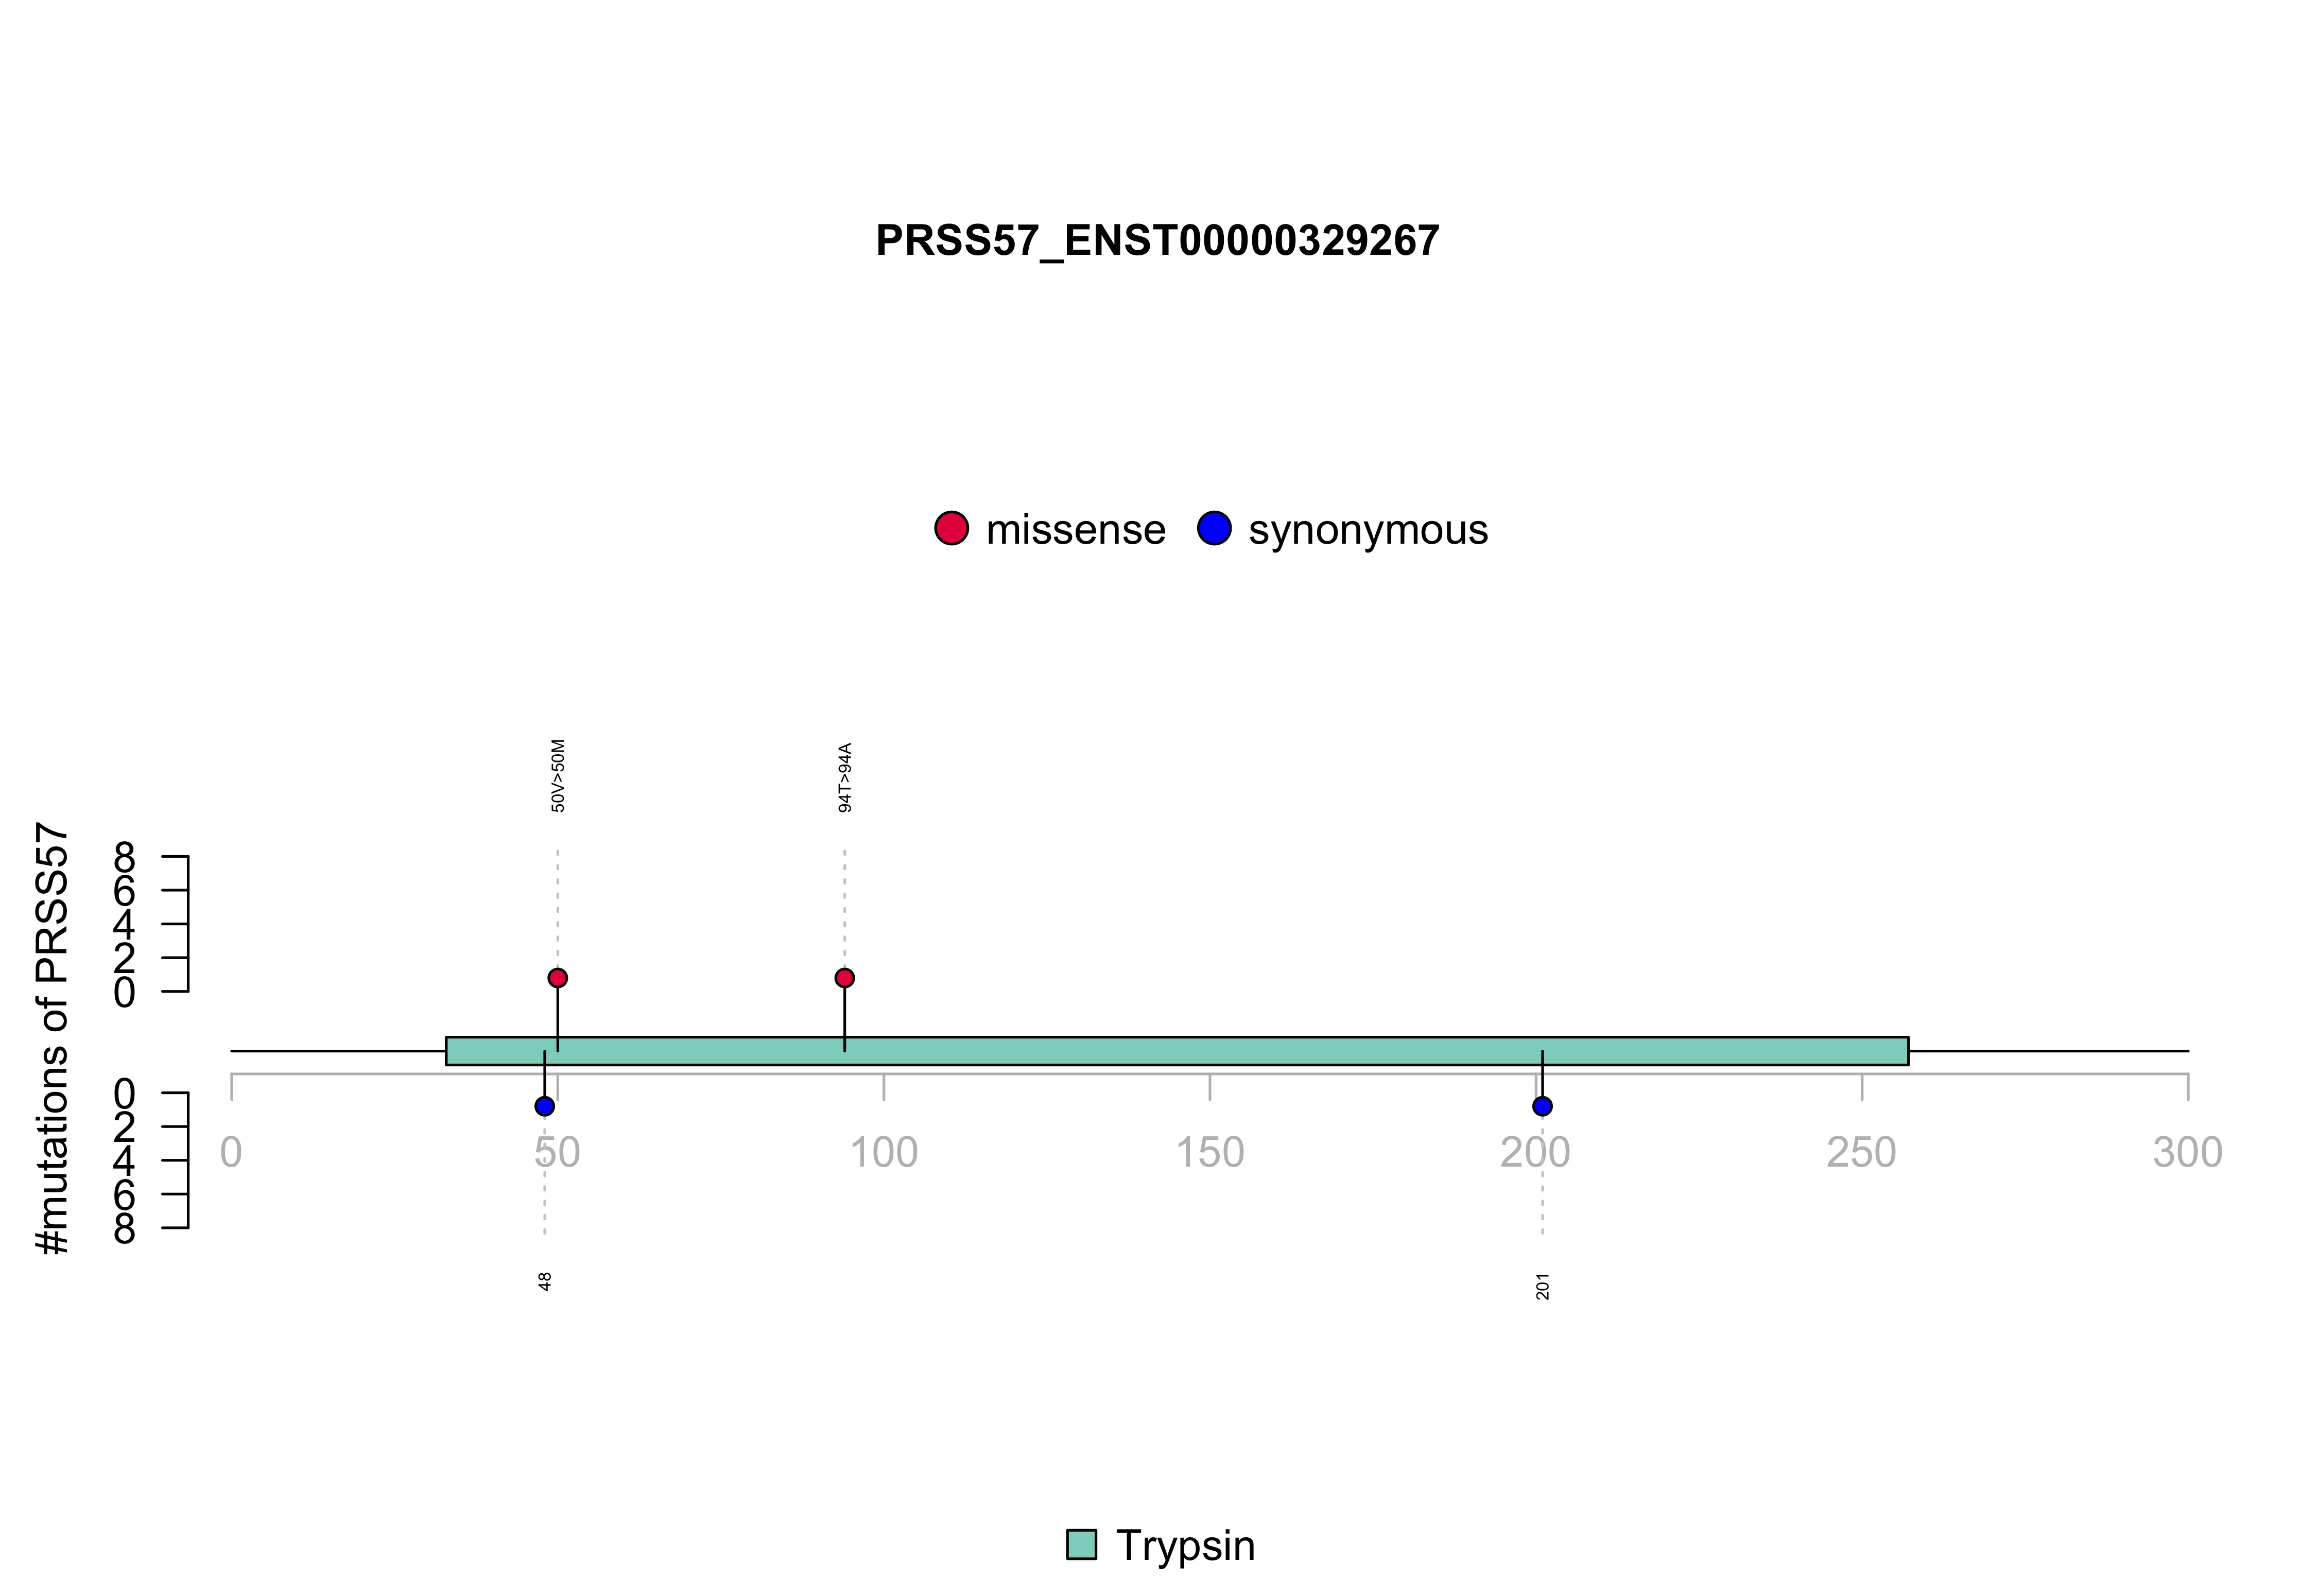 PRSS57_ENST00000329267
missense
synonymous
50V>50M
94T>94A
#mutations of PRSS57
8
6
4
2
0
0
2
4
6
8
0
50
100
150
200
250
300
48
201
Trypsin